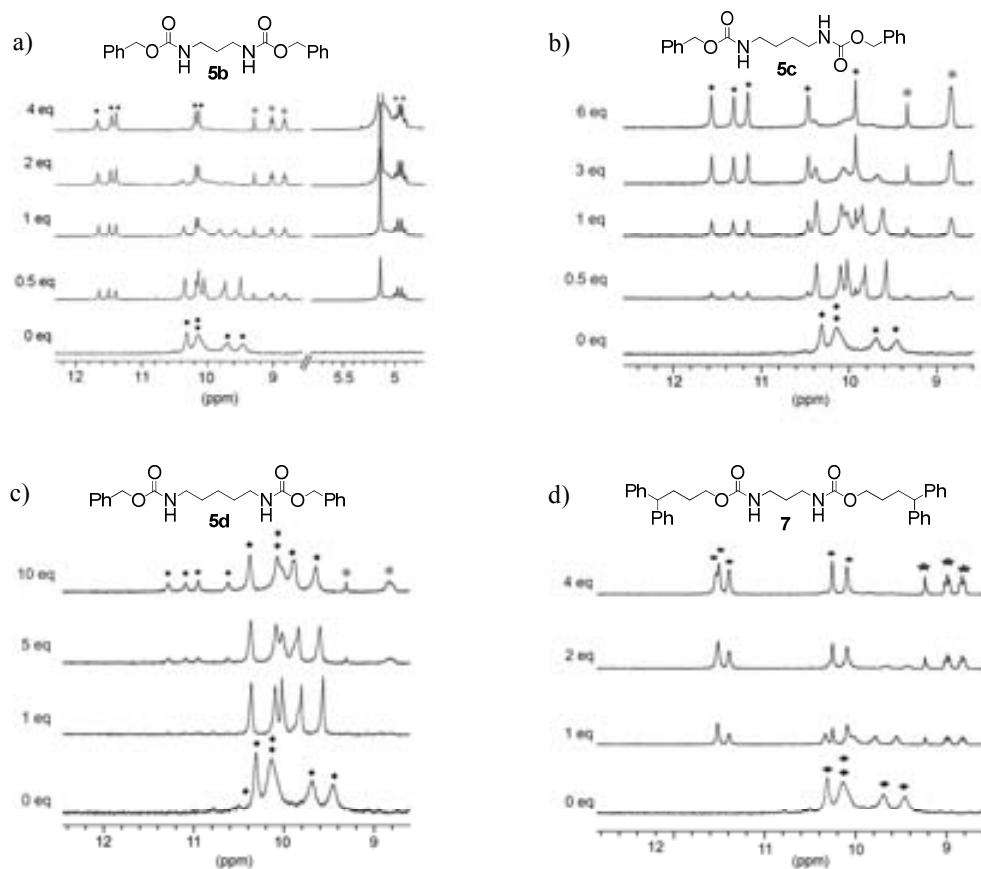 a)
O O
Ph O N H N H O Ph
5b
4 eq
2 eq
1 eq
0.5 eq
0 eq
12 11 10 9 5.5 5
(ppm)
b)
O H
Ph O N H N O Ph
O
5c
6 eq
3 eq
1 eq
0.5 eq
0 eq
12 11 10 9
(ppm)
c)
O O
Ph O N H N H O Ph
5d
10 eq
5 eq
1 eq
0 eq
12 11 10 9
(ppm)
d)
Ph O O Ph
O N H N H O
Ph Ph
7
4 eq
2 eq
1 eq
0 eq
12 11 10 9
(ppm)